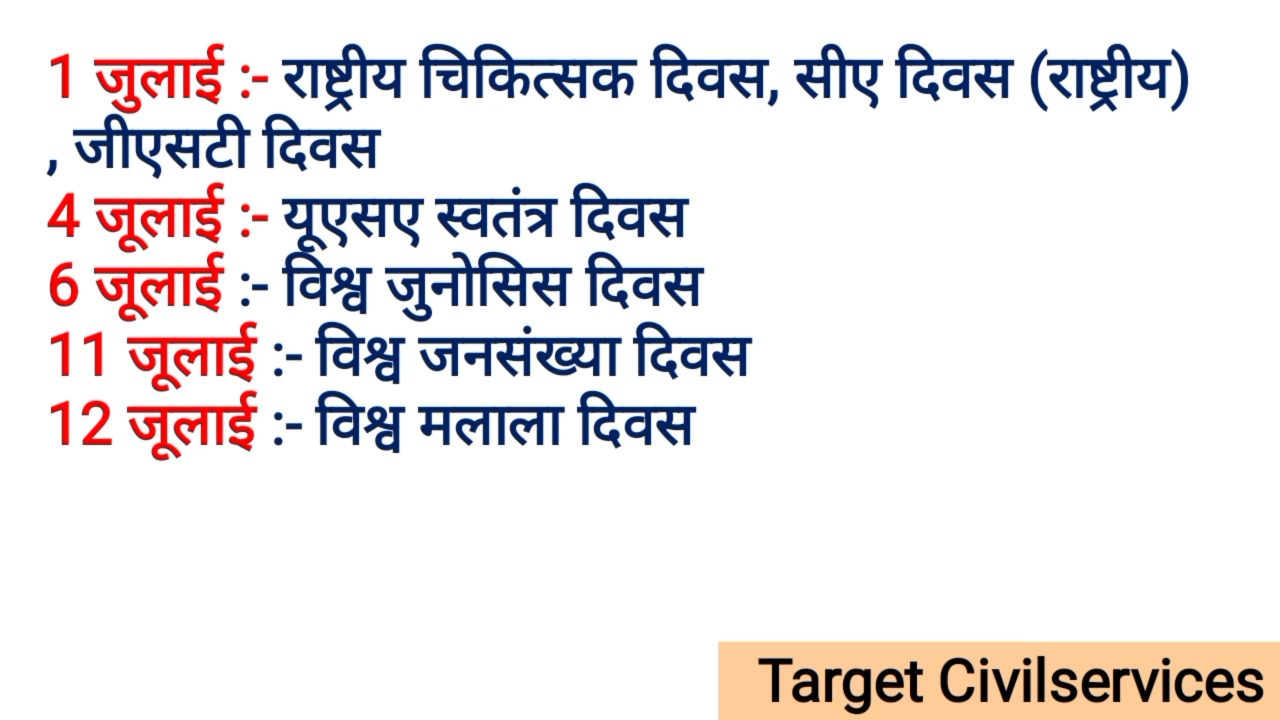 1 जुलाई :- राष्ट्रीय चिकित्सक दिवस, सीए दिवस (राष्ट्रीय)
, जीएसटी दिवस
4 जूलाई :- यूएसए स्वतंत्र दिवस
6 जूलाई :- विश्व जुनोसिस दिवस
11 जूलाई :- विश्व जनसंख्या दिवस
12 जूलाई :- विश्व मलाला दिवस
Target Civilservices